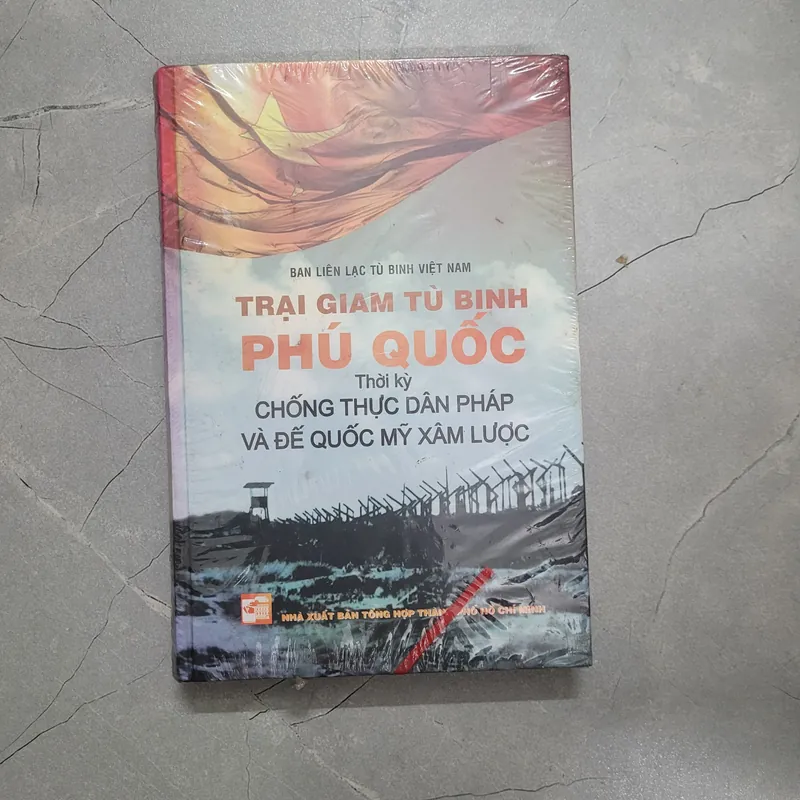 BAN LIÊN LẠC TÙ BINH VIỆT NAM
TRẠI GIAM TÙ BINH
PHÚ QUỐC
Thời kỳ
CHỐNG THỰC DÂN PHÁP
VÀ ĐẾ QUỐC MỸ XÂM LƯỢC
NHÀ XUẤT BẢN TỔNG HỢP THÀNH PHỐ HỒ CHÍ MINH